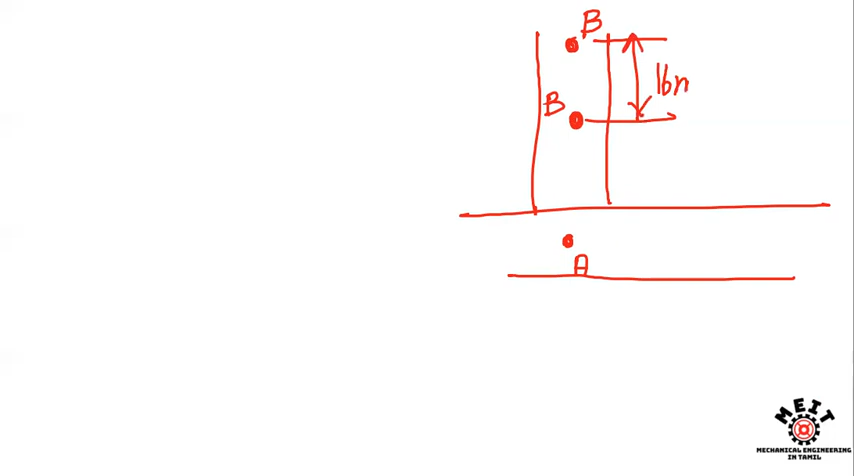 B
16m
B
A
MEIT
MECHANICAL ENGINEERING
IN TAMIL